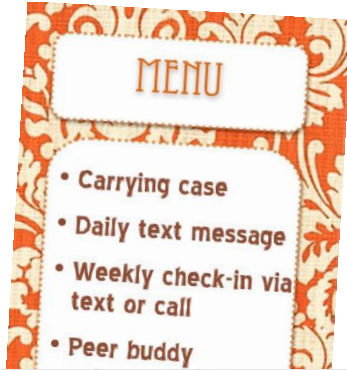 MENU
• Carrying case
• Daily text message
• Weekly check-in via
text or call
• Peer buddy